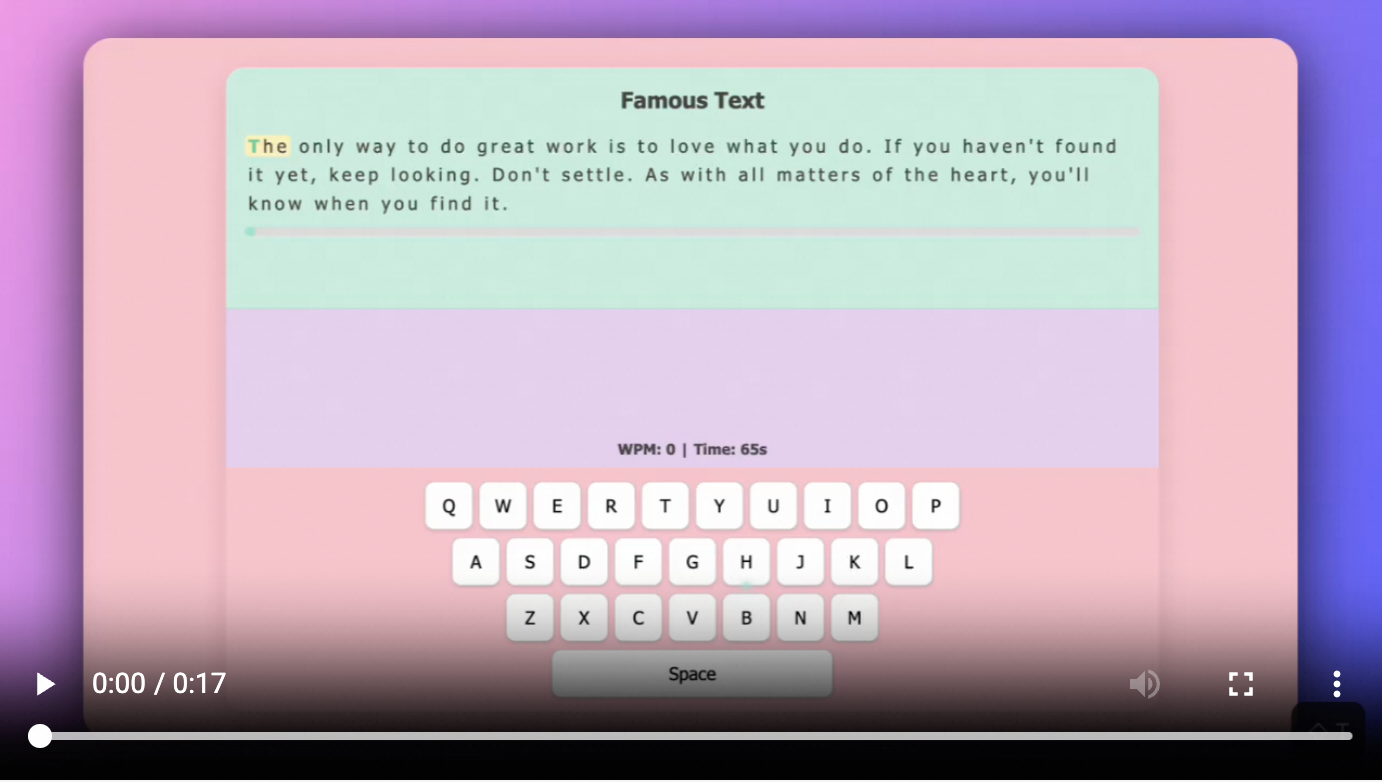 Famous Text
The only way to do great work is to love what you do. If you haven't found
it yet, keep looking. Don't settle. As with all matters of the heart, you'll
know when you find it.
WPM: 0 | Time: 65s
Q W E R T Y U I O P
A S D F G H J K L
Z X C V B N M
Space
0:00 / 0:17